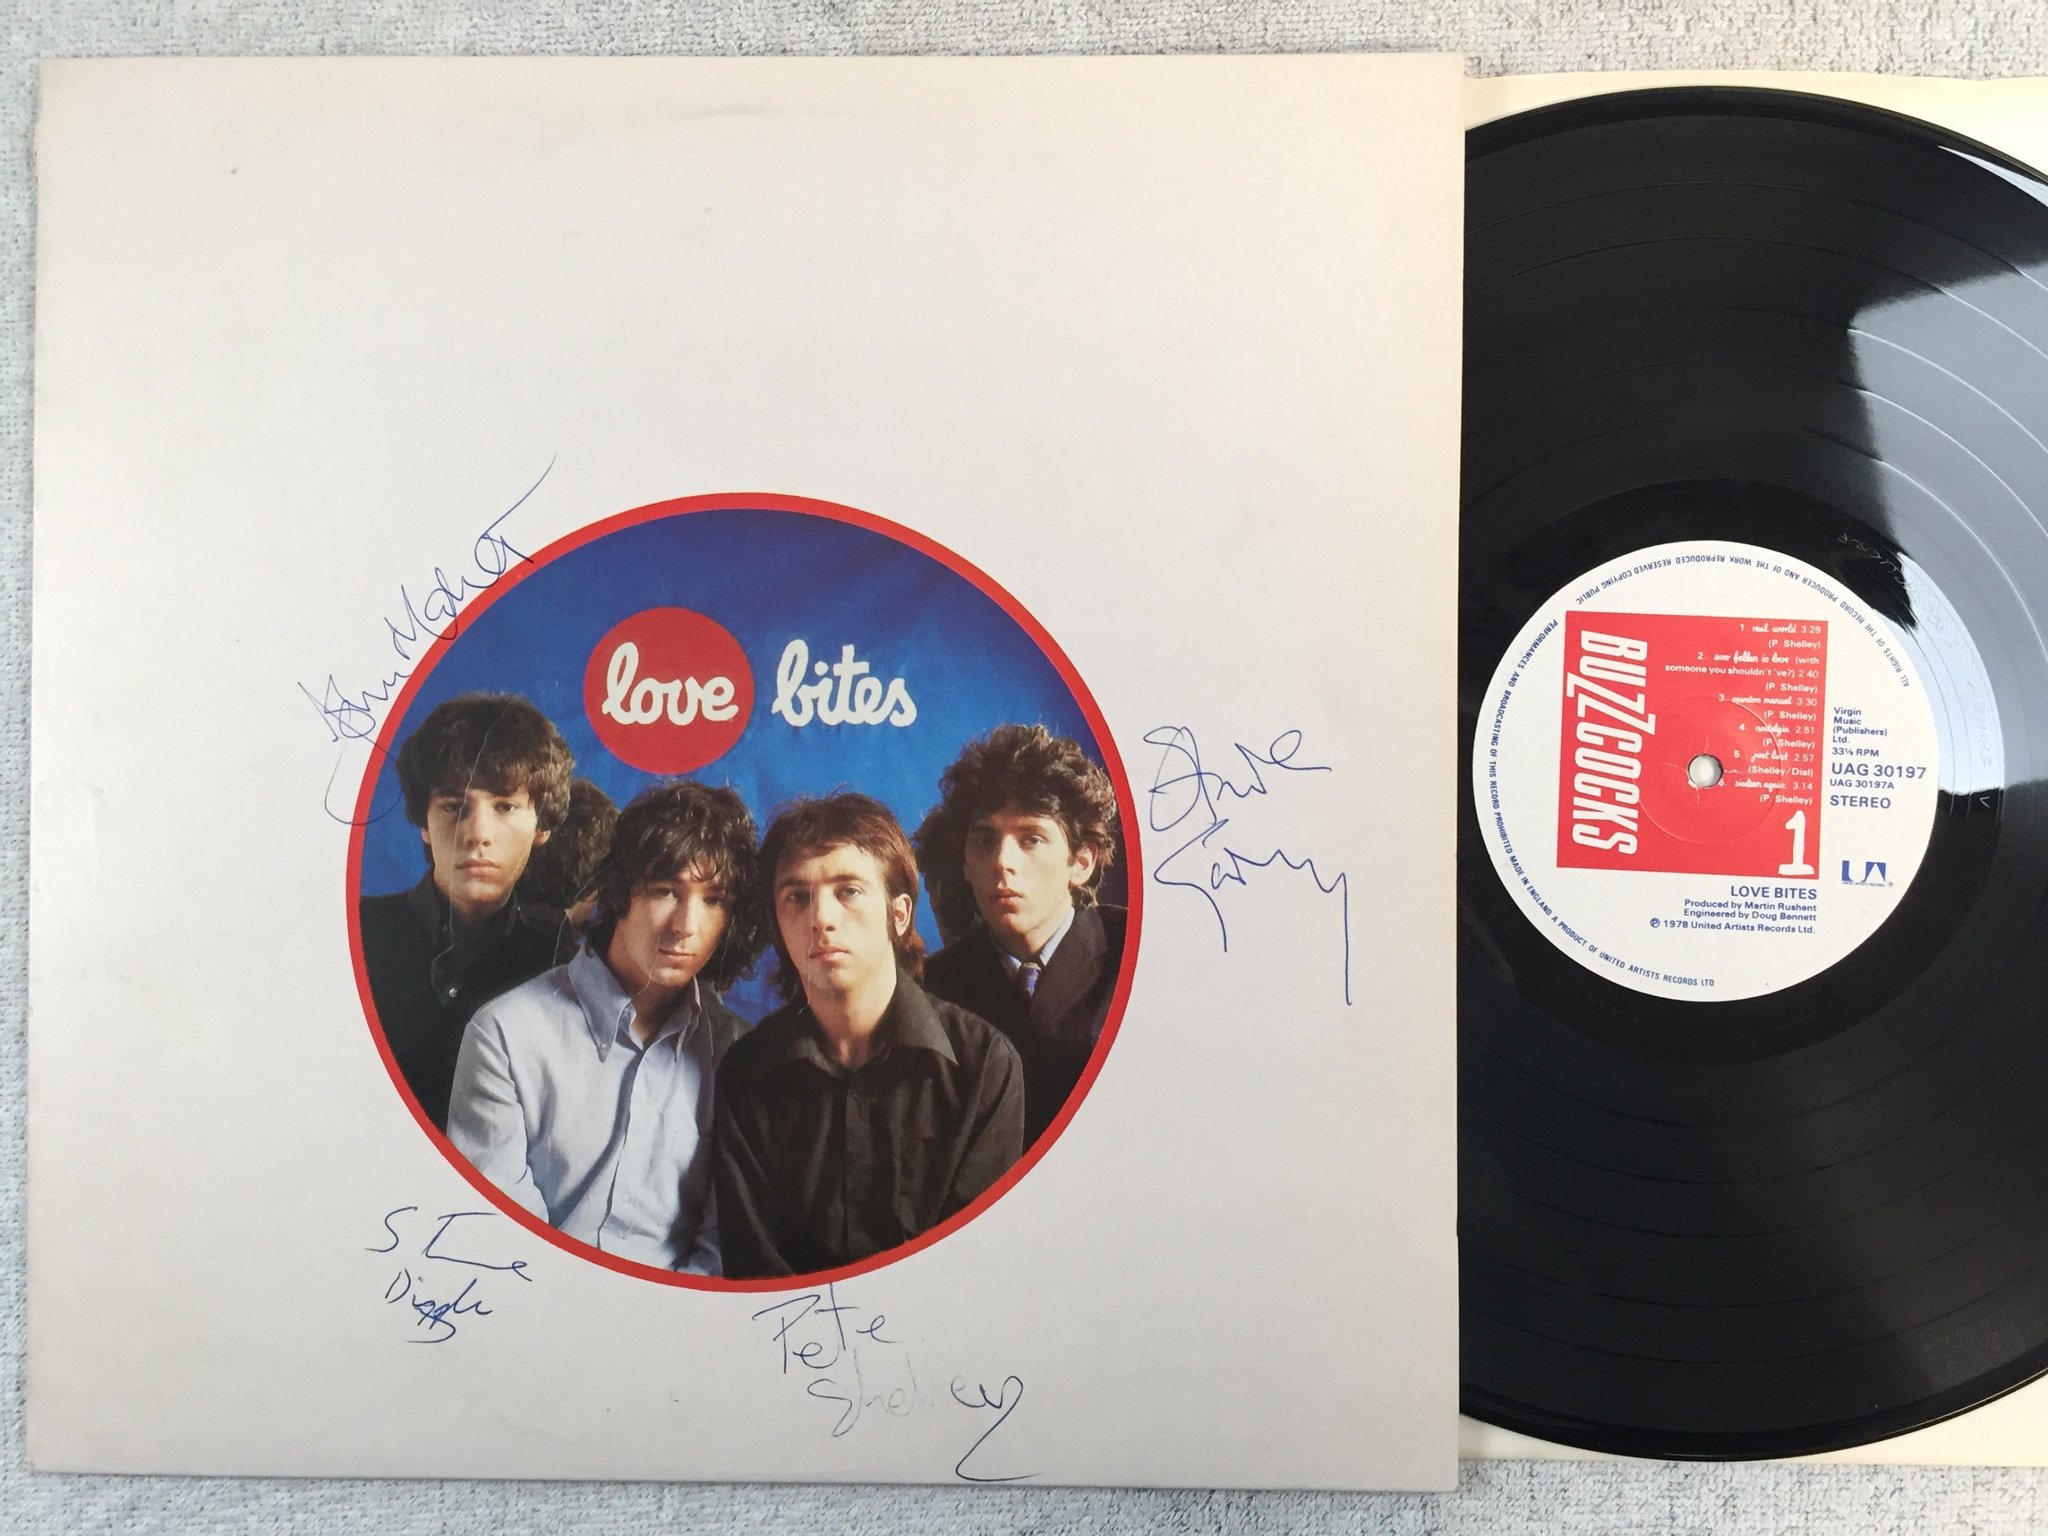 love bites
John Maher
Steve
Garvey
Steve
Diggle
Pete
Shelley
BUZZCOCKS
1. real world 3.29
(P. Shelley)
2. ever fallen in love (with
someone you shouldn't 've?) 2.40
(P. Shelley)
3. operators manual 3.30
(P. Shelley)
4. nostalgia 2.51
(P. Shelley)
5. just lust 2.57
(Shelley/Dial)
6. sixteen again 3.14
(P. Shelley)
1
Virgin
Music
(Publishers)
Ltd.
33⅓ RPM
UAG 30197
UAG 30197A
STEREO
UA
LOVE BITES
Produced by Martin Rushent
Engineered by Doug Bennett
℗ 1978 United Artists Records Ltd.
ALL RIGHTS OF THE RECORD PRODUCER AND OF THE WORK REPRODUCED RESERVED COPYING PUBLIC
PERFORMANCES AND BROADCASTING OF THIS RECORD PROHIBITED MADE IN ENGLAND A PRODUCT OF UNITED ARTISTS RECORDS LTD